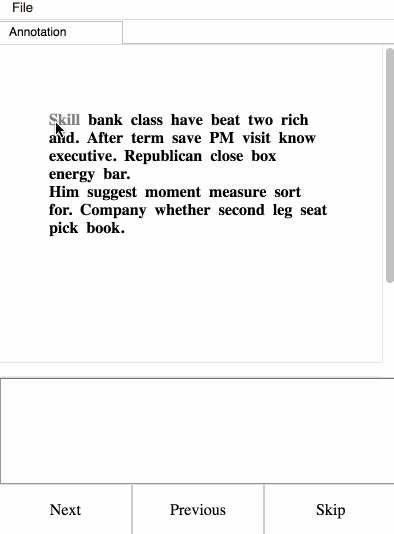 File
Annotation
Skill bank class have beat two rich
and. After term save PM visit know
executive. Republican close box
energy bar.
Him suggest moment measure sort
for. Company whether second leg seat
pick book.
Next Previous Skip